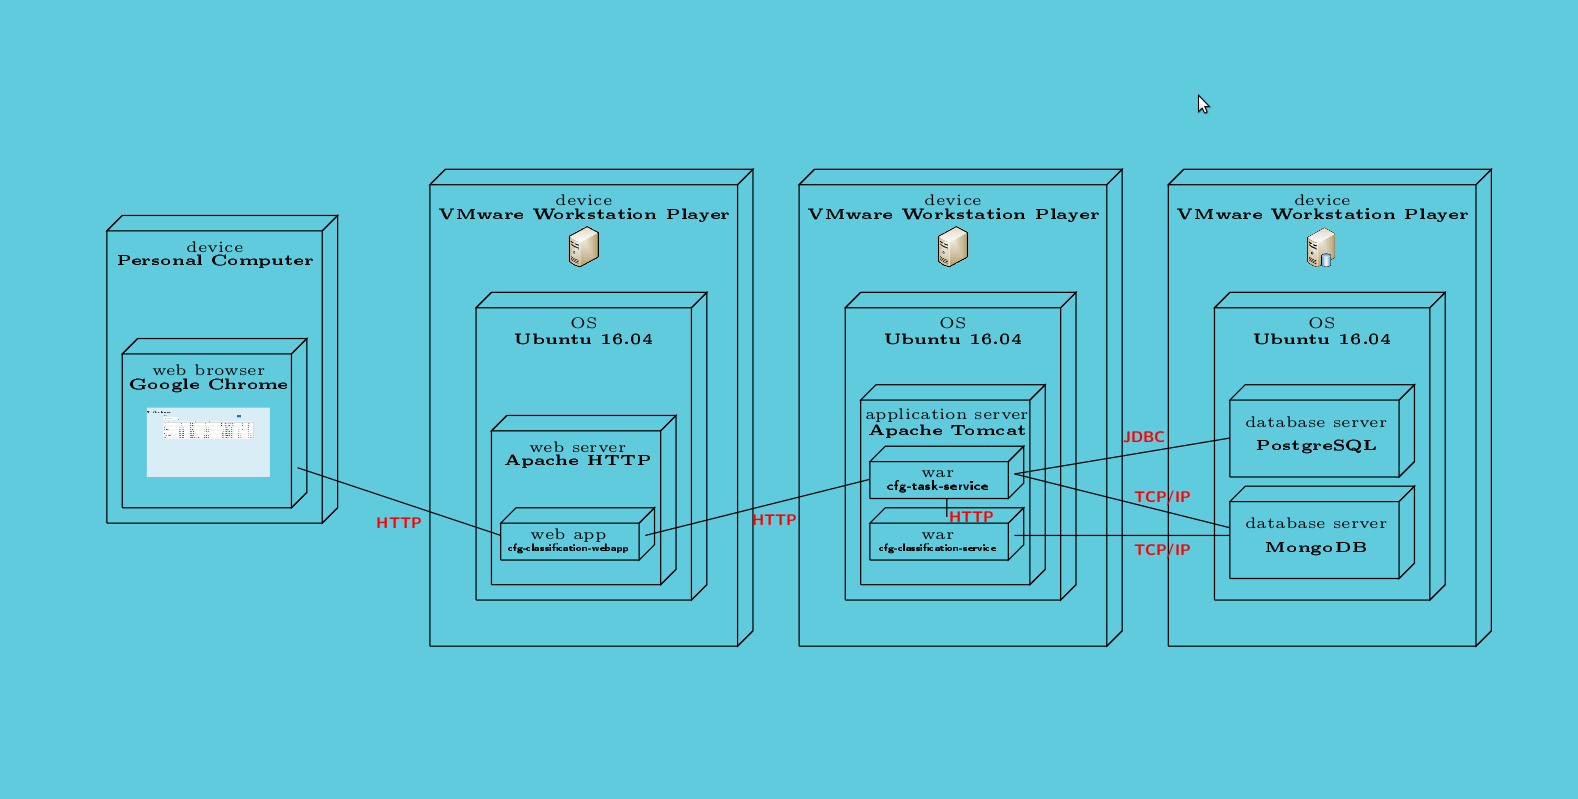 device
Personal Computer
web browser
Google Chrome
HTTP
device
VMware Workstation Player
OS
Ubuntu 16.04
web server
Apache HTTP
web app
cfg-classification-webapp
HTTP
device
VMware Workstation Player
OS
Ubuntu 16.04
application server
Apache Tomcat
war
cfg-task-service
HTTP
war
cfg-classification-service
JDBC
TCP/IP
TCP/IP
device
VMware Workstation Player
OS
Ubuntu 16.04
database server
PostgreSQL
database server
MongoDB